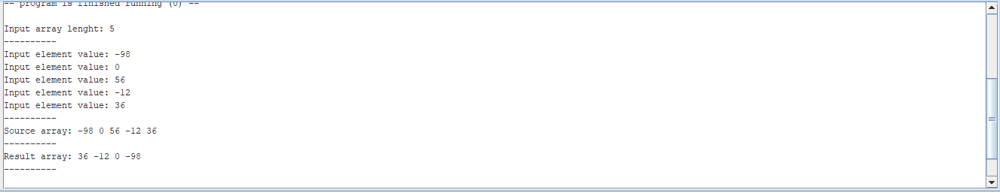 -- program is finished running (0) --
Input array lenght: 5
----------
Input element value: -98
Input element value: 0
Input element value: 56
Input element value: -12
Input element value: 36
----------
Source array: -98 0 56 -12 36
----------
Result array: 36 -12 0 -98
----------